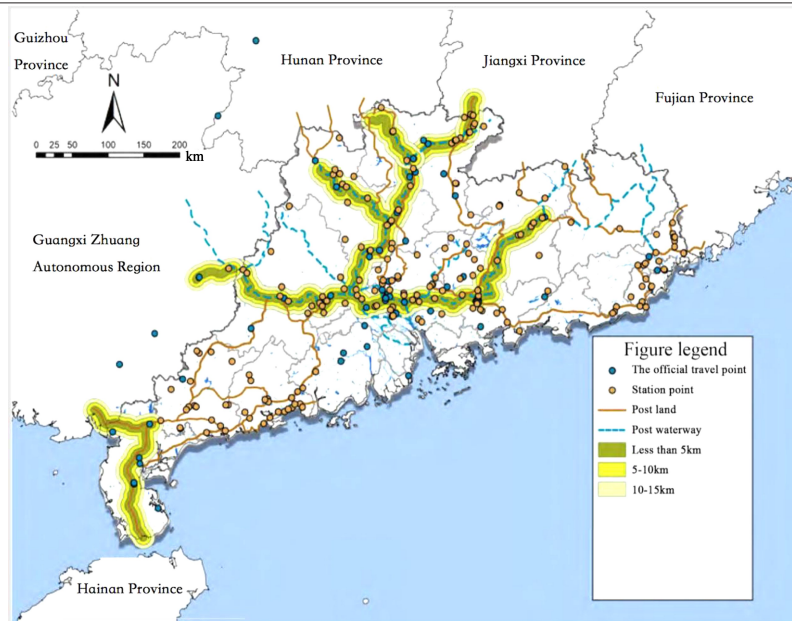 Guizhou
Province
Hunan Province
Jiangxi Province
Fujian Province
N
0 25 50 100 150 200
km
Guangxi Zhuang
Autonomous Region
Hainan Province
Figure legend
The official travel point
Station point
Post land
Post waterway
Less than 5km
5-10km
10-15km